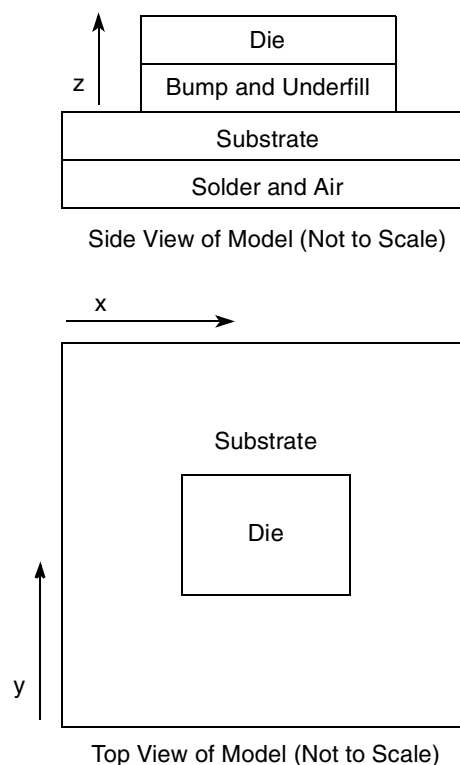 Die
z
Bump and Underfill
Substrate
Solder and Air
Side View of Model (Not to Scale)
x
Substrate
Die
y
Top View of Model (Not to Scale)